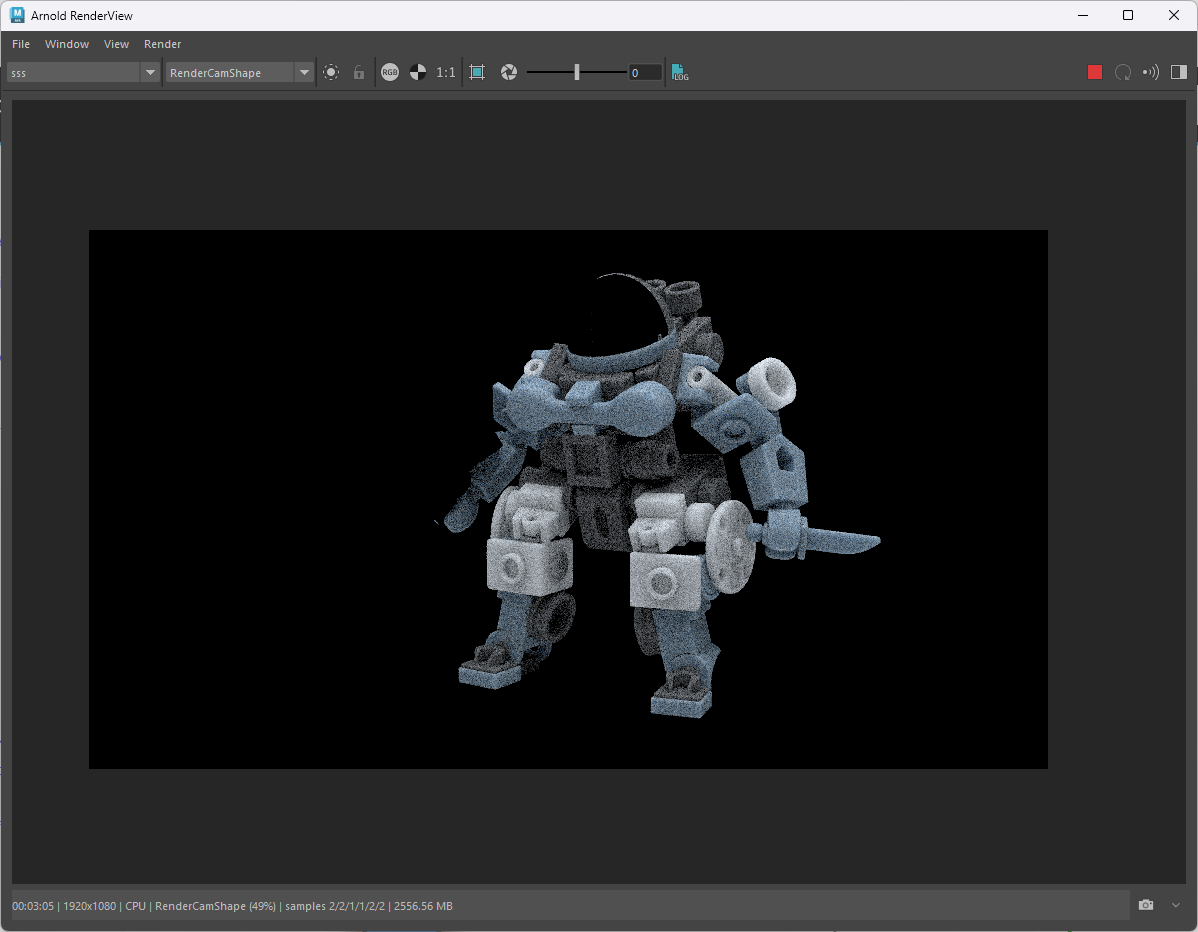 Arnold RenderView
File Window View Render
sss RenderCamShape RGB 1:1 0 LOG
00:03:05 | 1920x1080 | CPU | RenderCamShape (49%) | samples 2/2/1/1/2/2 | 2556.56 MB